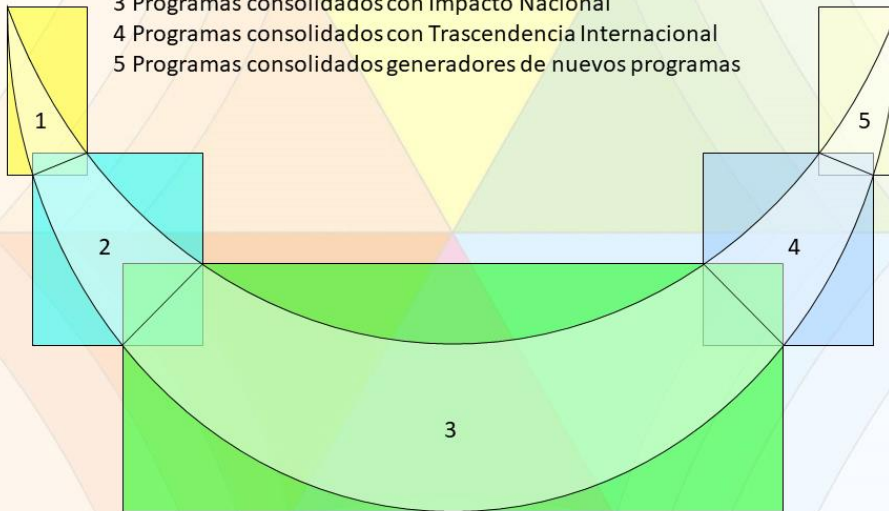 3 Programas consolidados con Impacto Nacional
4 Programas consolidados con Trascendencia Internacional
5 Programas consolidados generadores de nuevos programas
1
5
2
4
3